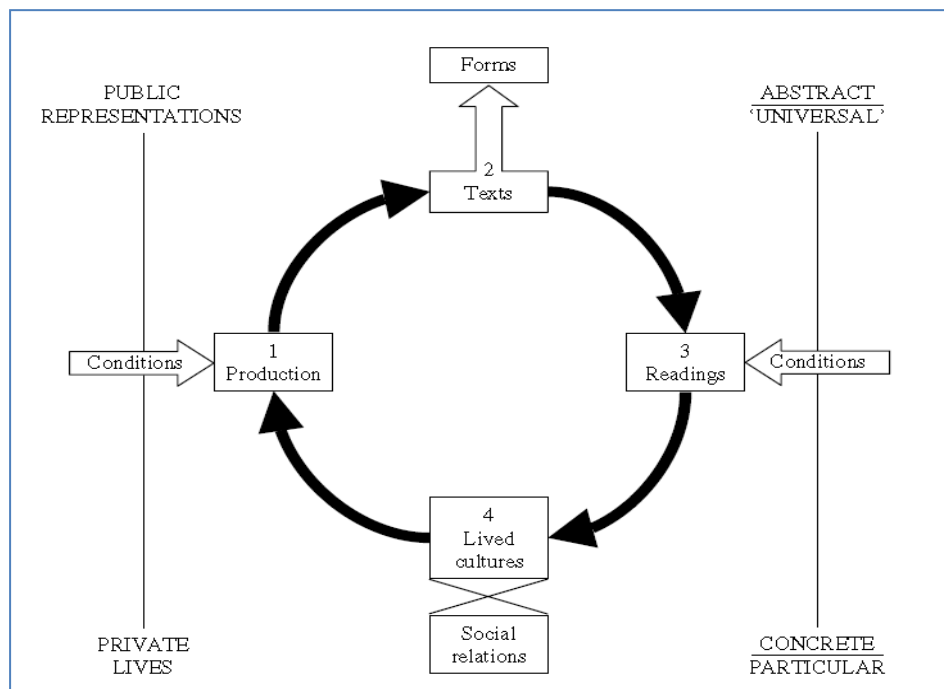 Forms
PUBLIC
REPRESENTATIONS
ABSTRACT
‘UNIVERSAL’
2
Texts
Conditions
1
Production
3
Readings
Conditions
4
Lived
cultures
PRIVATE
LIVES
Social
relations
CONCRETE
PARTICULAR